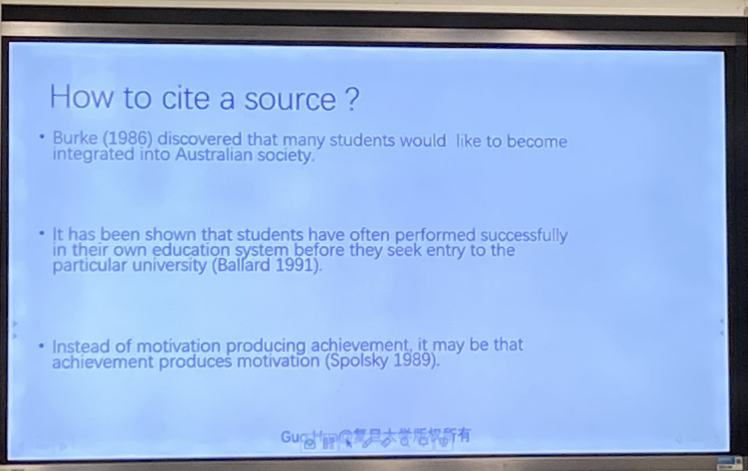 How to cite a source ?
• Burke (1986) discovered that many students would like to become
integrated into Australian society.
• It has been shown that students have often performed successfully
in their own education system before they seek entry to the
particular university (Ballard 1991).
• Instead of motivation producing achievement, it may be that
achievement produces motivation (Spolsky 1989).
@复旦大学版权所有